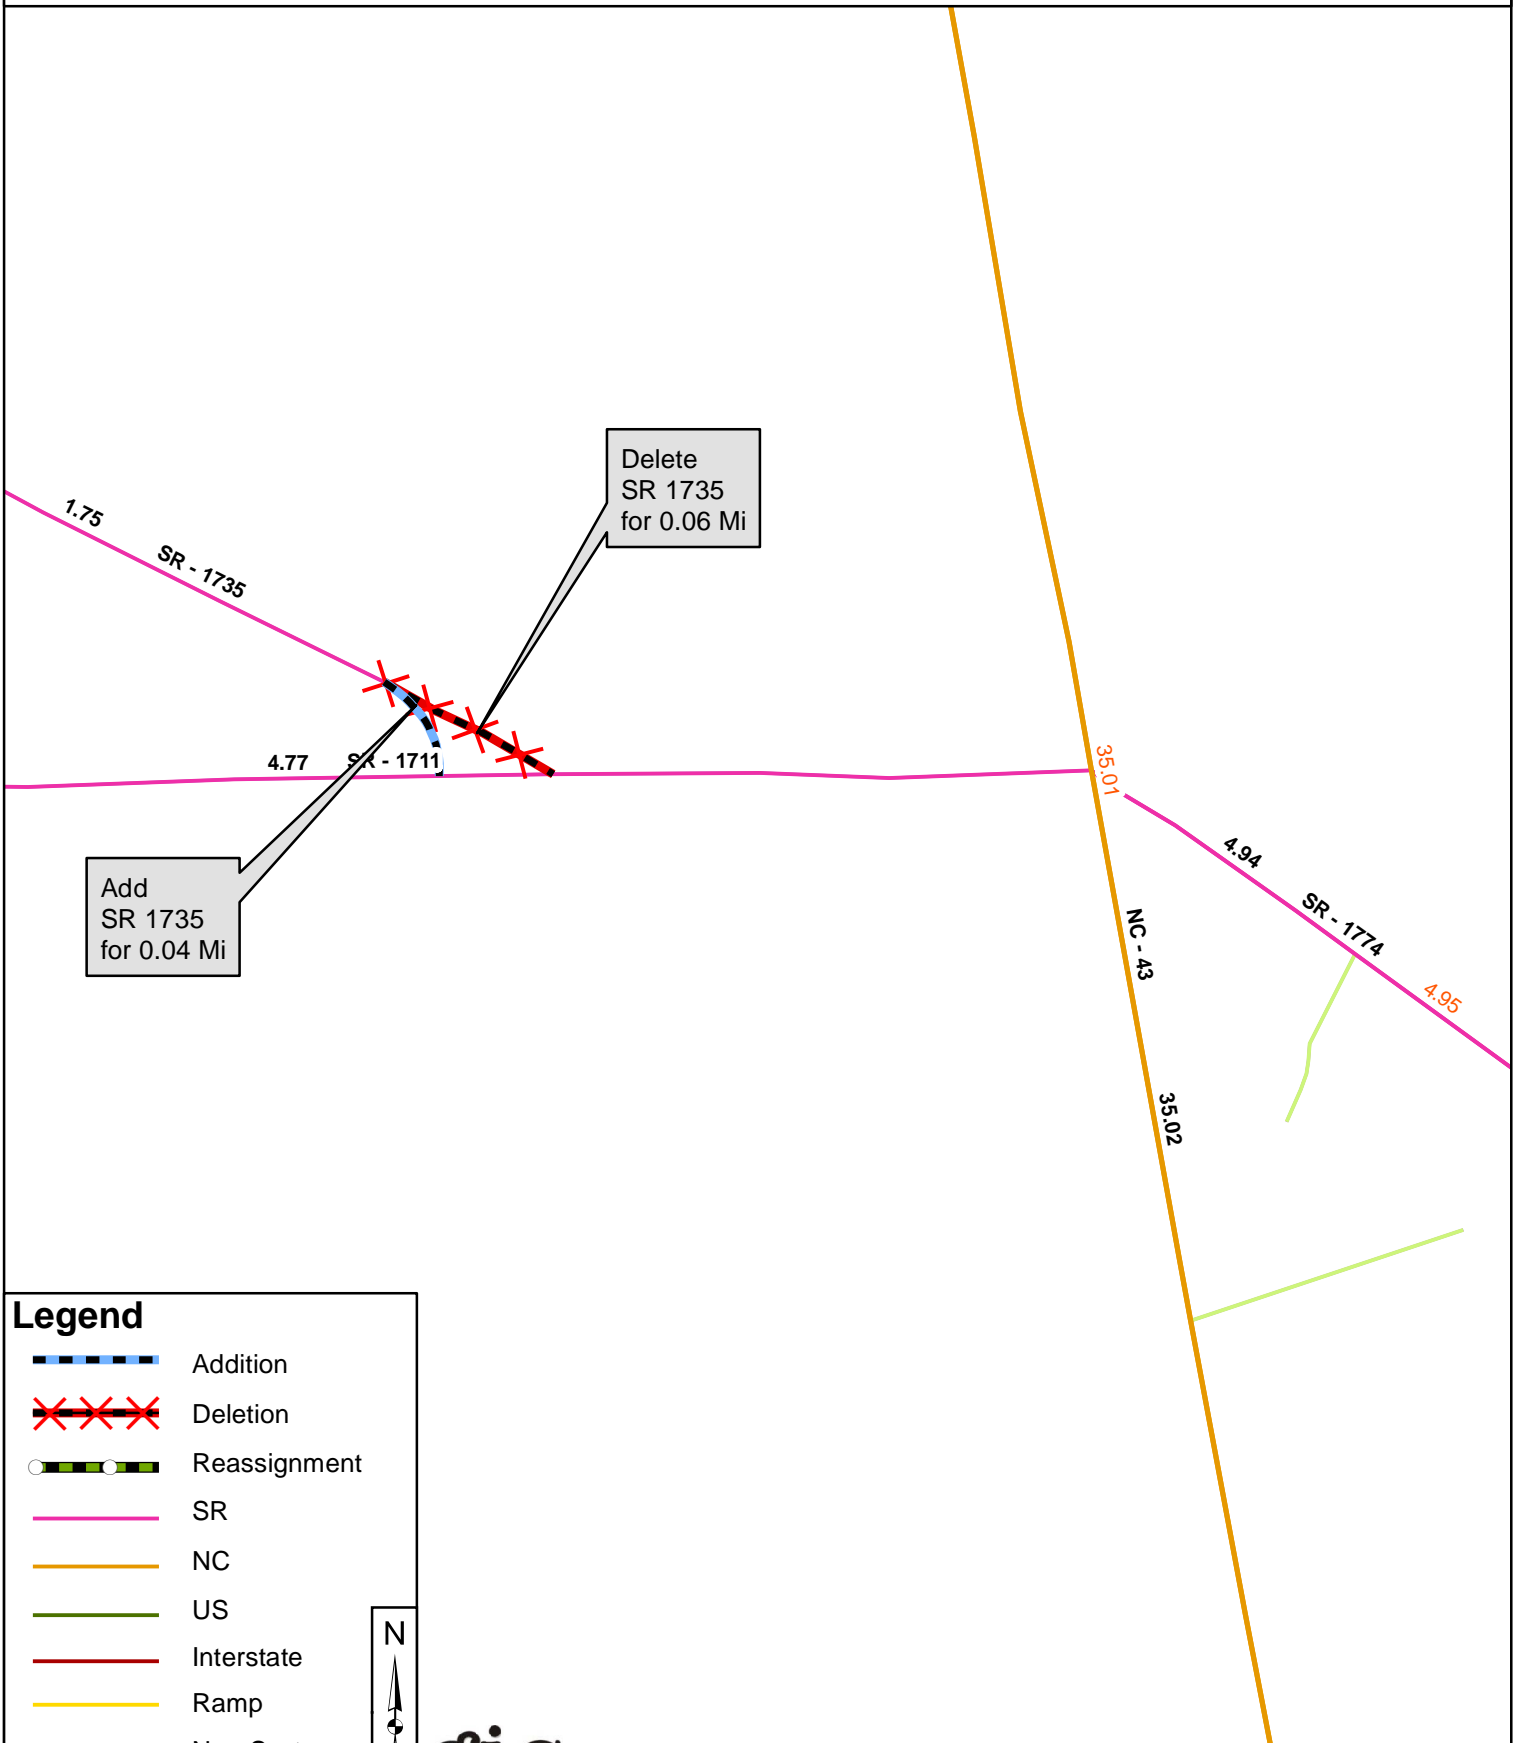 Delete
SR 1735
for 0.06 Mi
1.75
SR - 1735
4.77
SR - 1711
35.01
4.94
SR - 1774
4.95
Add
SR 1735
for 0.04 Mi
NC - 43
35.02
Legend
Addition
Deletion
Reassignment
SR
NC
US
Interstate
Ramp
N